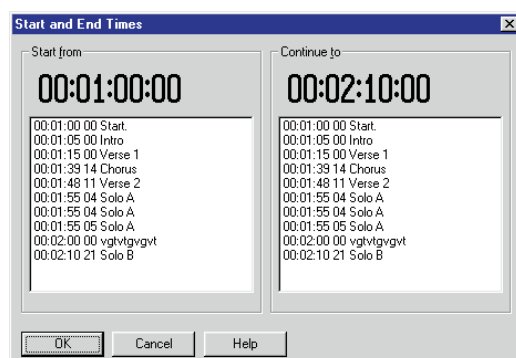 Start and End Times
Start from
00:01:00:00
00:01:00 00 Start.
00:01:05 00 Intro
00:01:15 00 Verse 1
00:01:39 14 Chorus
00:01:48 11 Verse 2
00:01:55 04 Solo A
00:01:55 04 Solo A
00:01:55 05 Solo A
00:02:00 00 vgtvtgvgvt
00:02:10 21 Solo B
Continue to
00:02:10:00
00:01:00 00 Start.
00:01:05 00 Intro
00:01:15 00 Verse 1
00:01:39 14 Chorus
00:01:48 11 Verse 2
00:01:55 04 Solo A
00:01:55 04 Solo A
00:01:55 05 Solo A
00:02:00 00 vgtvtgvgvt
00:02:10 21 Solo B
OK Cancel Help